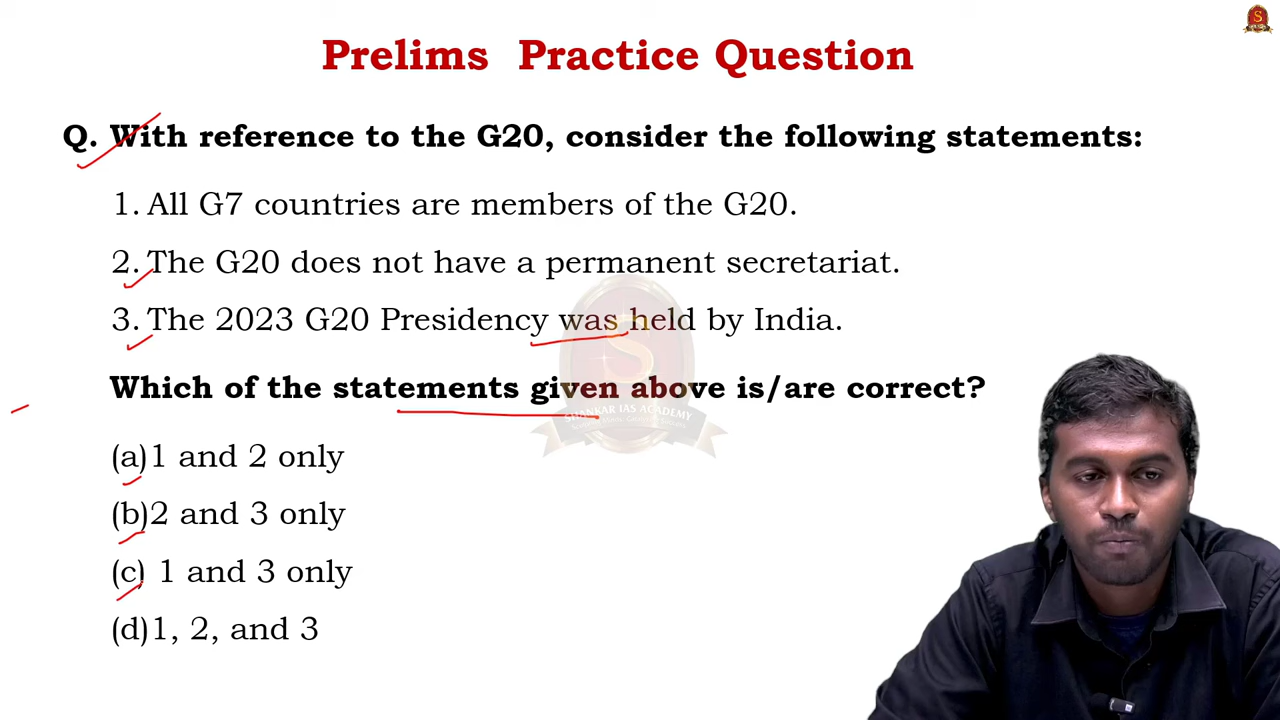 Prelims Practice Question
Q. With reference to the G20, consider the following statements:
1. All G7 countries are members of the G20.
2. The G20 does not have a permanent secretariat.
3. The 2023 G20 Presidency was held by India.
Which of the statements given above is/are correct?
SHANKAR IAS ACADEMY
(a)1 and 2 only
(b)2 and 3 only
(c) 1 and 3 only
(d)1, 2, and 3